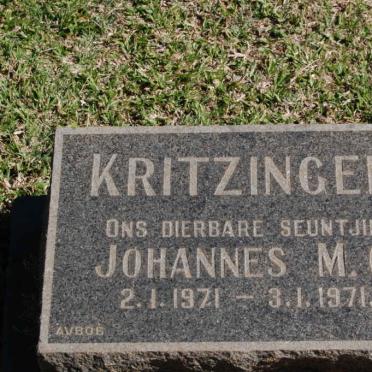 KRITZINGE
ONS DIERBARE SEUNTJI
JOHANNES M.
2.1.1971 – 3.1.1971.
AVBOB